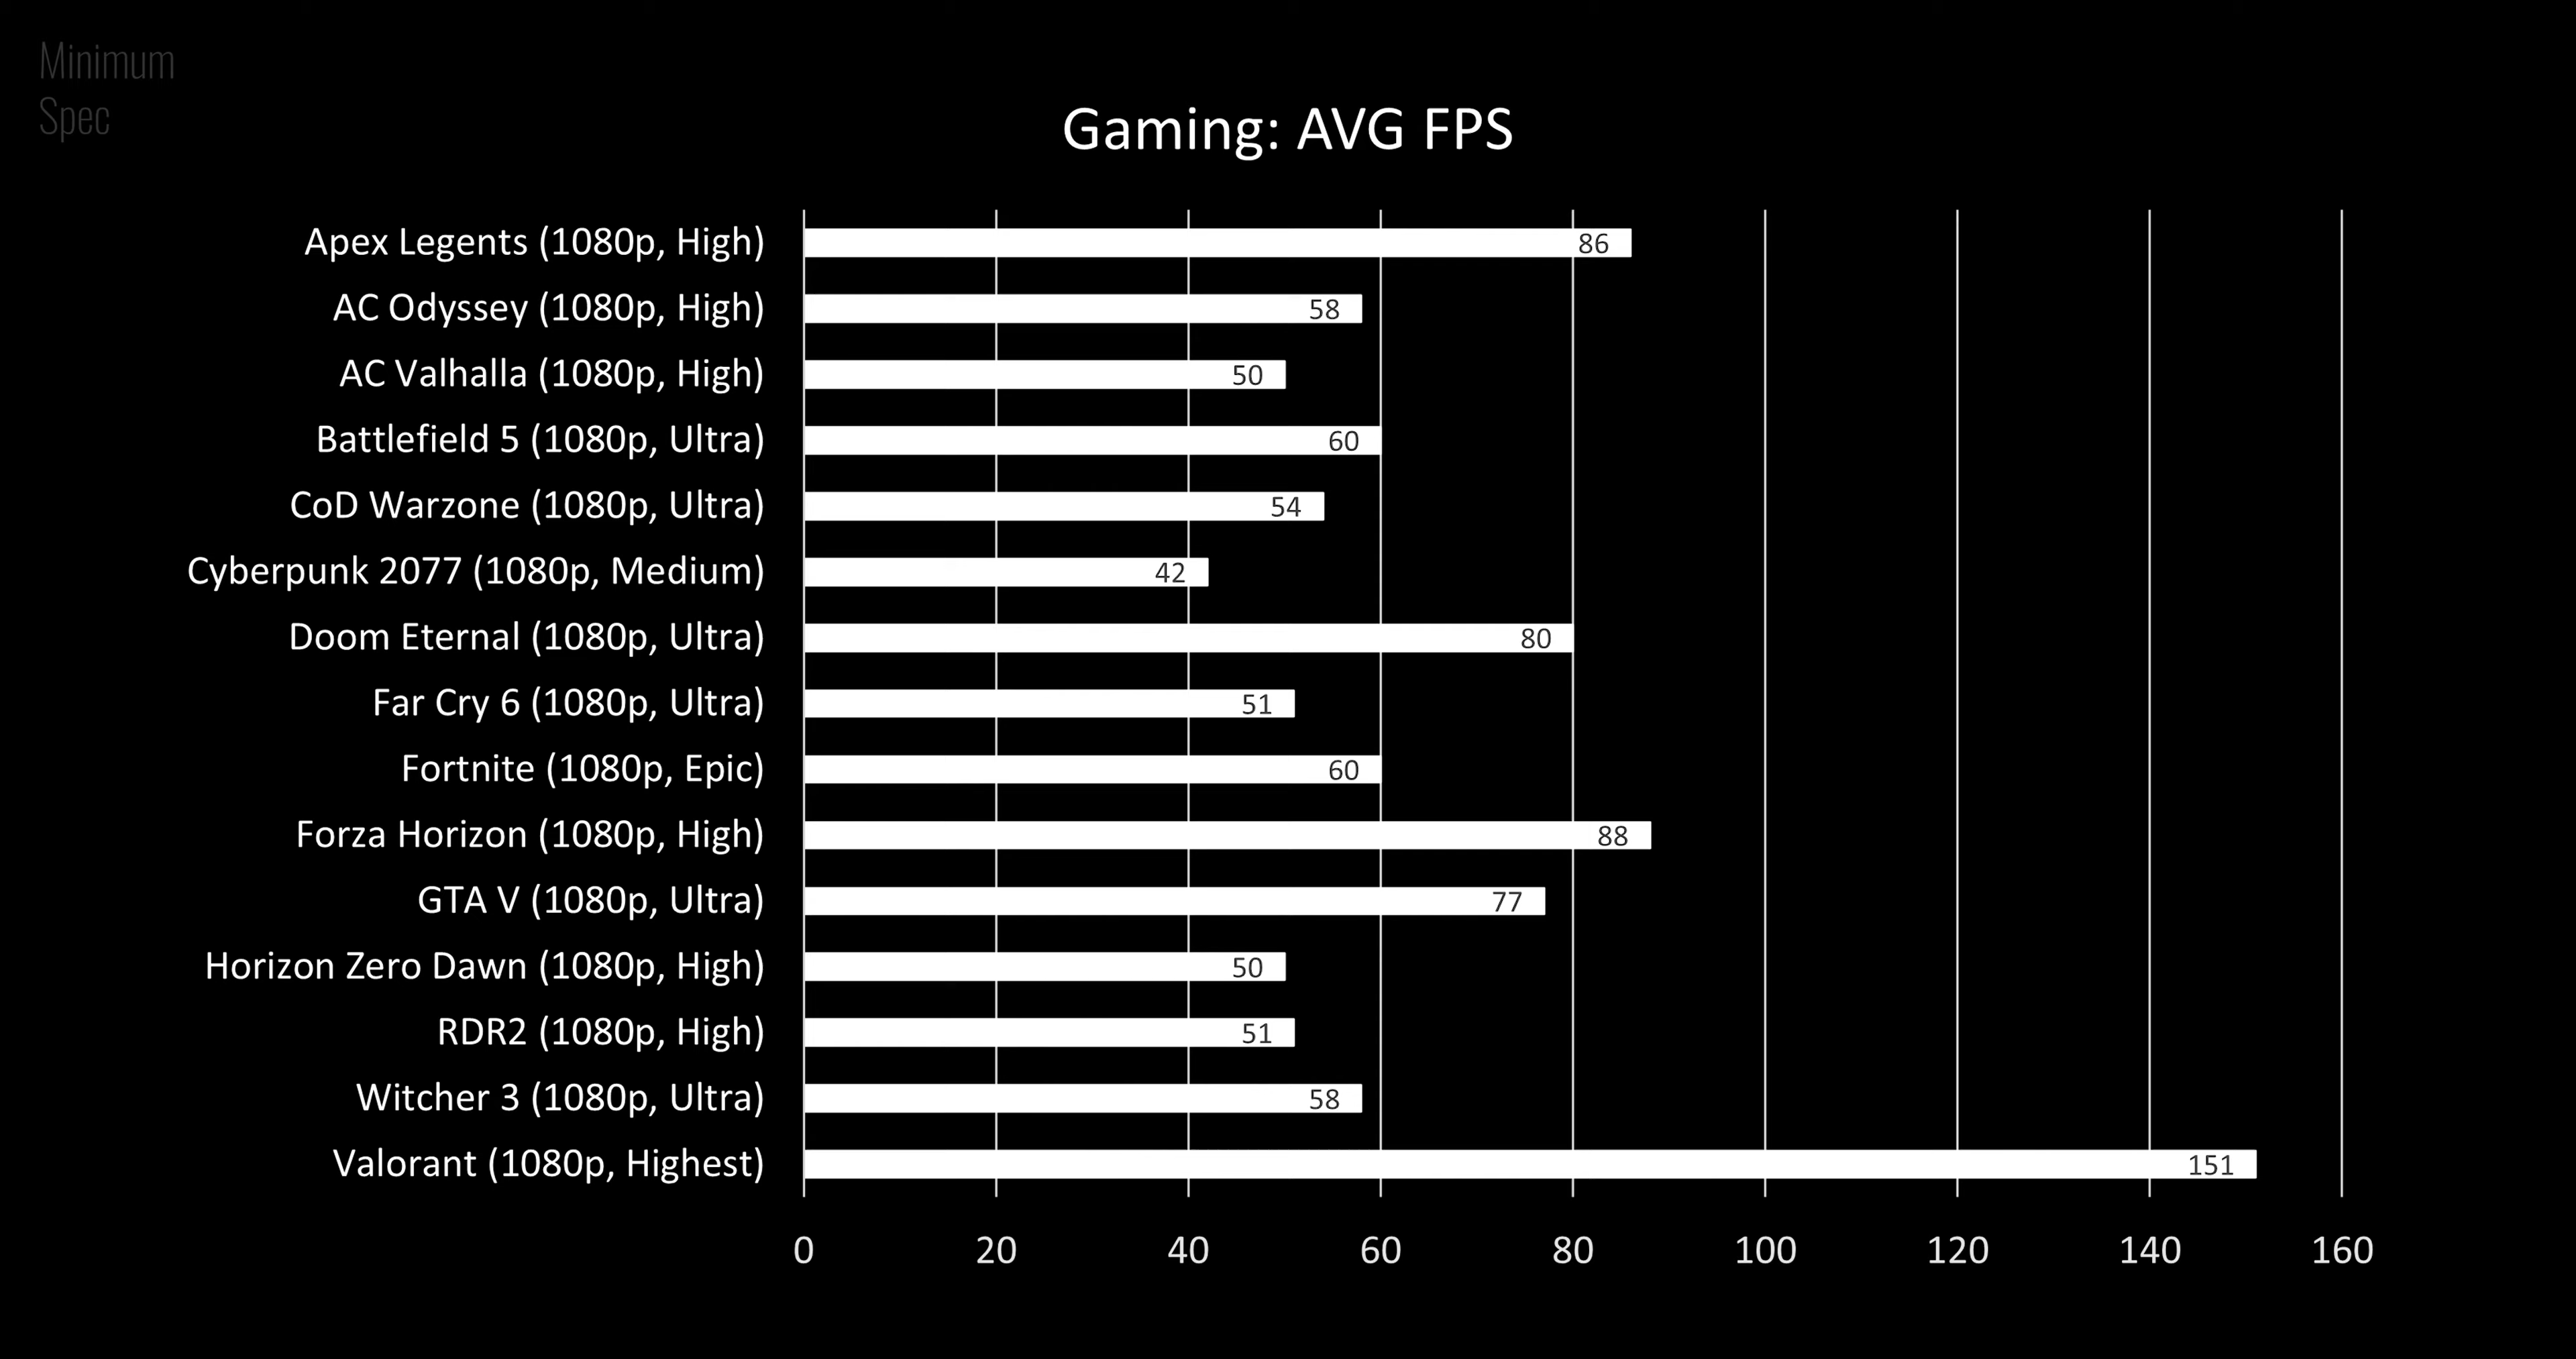 Minimum
Spec
Gaming: AVG FPS
Apex Legents (1080p, High) 86
AC Odyssey (1080p, High) 58
AC Valhalla (1080p, High) 50
Battlefield 5 (1080p, Ultra) 60
CoD Warzone (1080p, Ultra) 54
Cyberpunk 2077 (1080p, Medium) 42
Doom Eternal (1080p, Ultra) 80
Far Cry 6 (1080p, Ultra) 51
Fortnite (1080p, Epic) 60
Forza Horizon (1080p, High) 88
GTA V (1080p, Ultra) 77
Horizon Zero Dawn (1080p, High) 50
RDR2 (1080p, High) 51
Witcher 3 (1080p, Ultra) 58
Valorant (1080p, Highest) 151
0 20 40 60 80 100 120 140 160